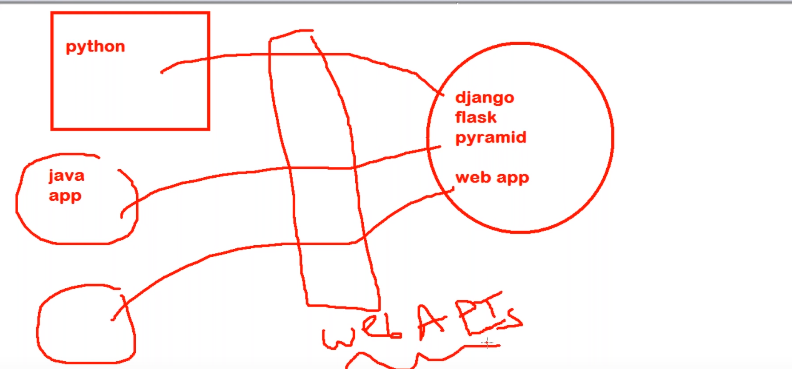 python
java
app
django
flask
pyramid
web app
web APIs